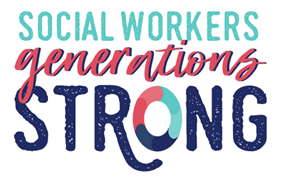 SOCIAL WORKERS
generations
STRONG